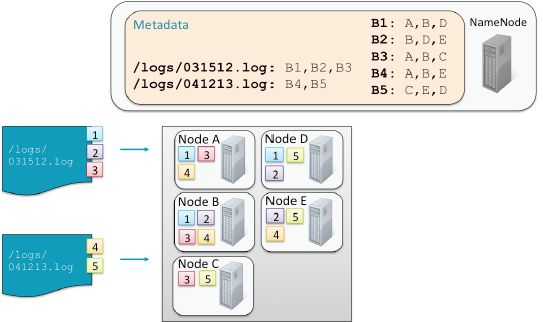 Metadata
B1: A,B,D
B2: B,D,E
B3: A,B,C
B4: A,B,E
B5: C,E,D
/logs/031512.log: B1,B2,B3
/logs/041213.log: B4,B5
NameNode
/logs/
031512.log
1
2
3
/logs/
041213.log
4
5
Node A
1 3
4
Node D
1 5
2
Node B
1 2
3 4
Node E
2 5
4
Node C
3 5